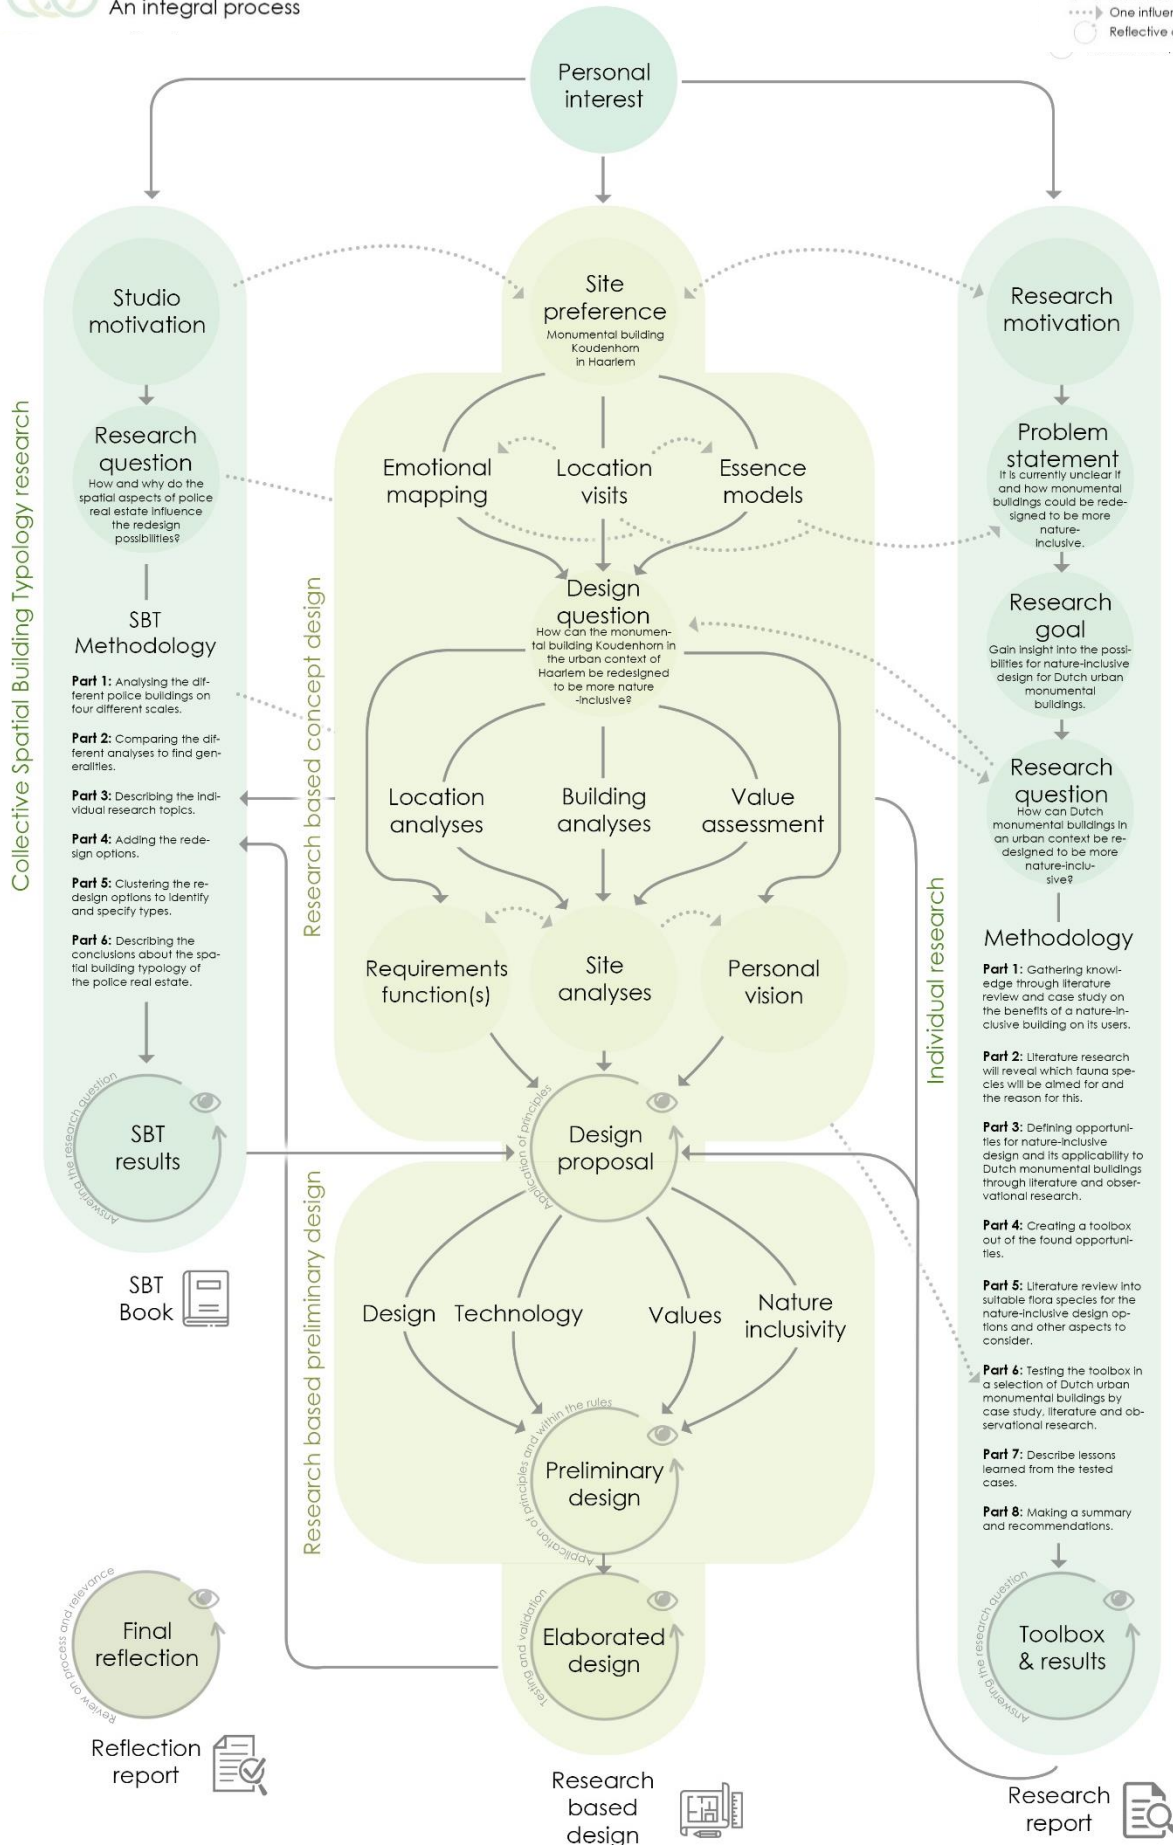 An integral process
One influen
Reflective
Personal
interest
Studio
motivation
Research
question
How and why do the
spatial aspects of police
real estate influence
the redesign
possibilities?
SBT
Methodology
Part 1: Analysing the dif-
ferent police buildings on
four different scales.
Part 2: Comparing the dif-
ferent analyses to find gen-
eralities.
Part 3: Describing the indi-
vidual research topics.
Part 4: Adding the rede-
sign options.
Part 5: Clustering the re-
design options to identify
and specify types.
Part 6: Describing the
conclusions about the spa-
tial building typology of
the police real estate.
Answering the research question
SBT
results
SBT
Book
Collective Spatial Building Typology research
Site
preference
Monumental building
Koudenhorn
in Haarlem
Emotional
mapping
Location
visits
Essence
models
Design
question
How can the monumen-
tal building Koudenhorn in
the urban context of
Haarlem be redesigned
to be more nature
-inclusive?
Location
analyses
Building
analyses
Value
assessment
Requirements
function(s)
Site
analyses
Personal
vision
Research based concept design
Application of principles
Design
proposal
Design
Technology
Values
Nature
inclusivity
Research based preliminary design
Application of principles and within the rules
Preliminary
design
Testing and validation
Elaborated
design
Research
based
design
Research
motivation
Problem
statement
It is currently unclear if
and how monumental
buildings could be rede-
signed to be more
nature-
inclusive.
Research
goal
Gain insight into the possi-
bilities for nature-inclusive
design for Dutch urban
monumental
buildings.
Research
question
How can Dutch
monumental buildings in
an urban context be re-
designed to be more
nature-inclu-
sive?
Individual research
Methodology
Part 1: Gathering knowl-
edge through literature
review and case study on
the benefits of a nature-in-
clusive building on its users.
Part 2: Literature research
will reveal which fauna spe-
cies will be aimed for and
the reason for this.
Part 3: Defining opportuni-
ties for nature-inclusive
design and its applicability to
Dutch monumental buildings
through literature and obser-
vational research.
Part 4: Creating a toolbox
out of the found opportuni-
ties.
Part 5: Literature review into
suitable flora species for the
nature-inclusive design op-
tions and other aspects to
consider.
Part 6: Testing the toolbox in
a selection of Dutch urban
monumental buildings by
case study, literature and ob-
servational research.
Part 7: Describe lessons
learned from the tested
cases.
Part 8: Making a summary
and recommendations.
Answering the research question
Toolbox
& results
Research
report
Review on process and relevance
Final
reflection
Reflection
report